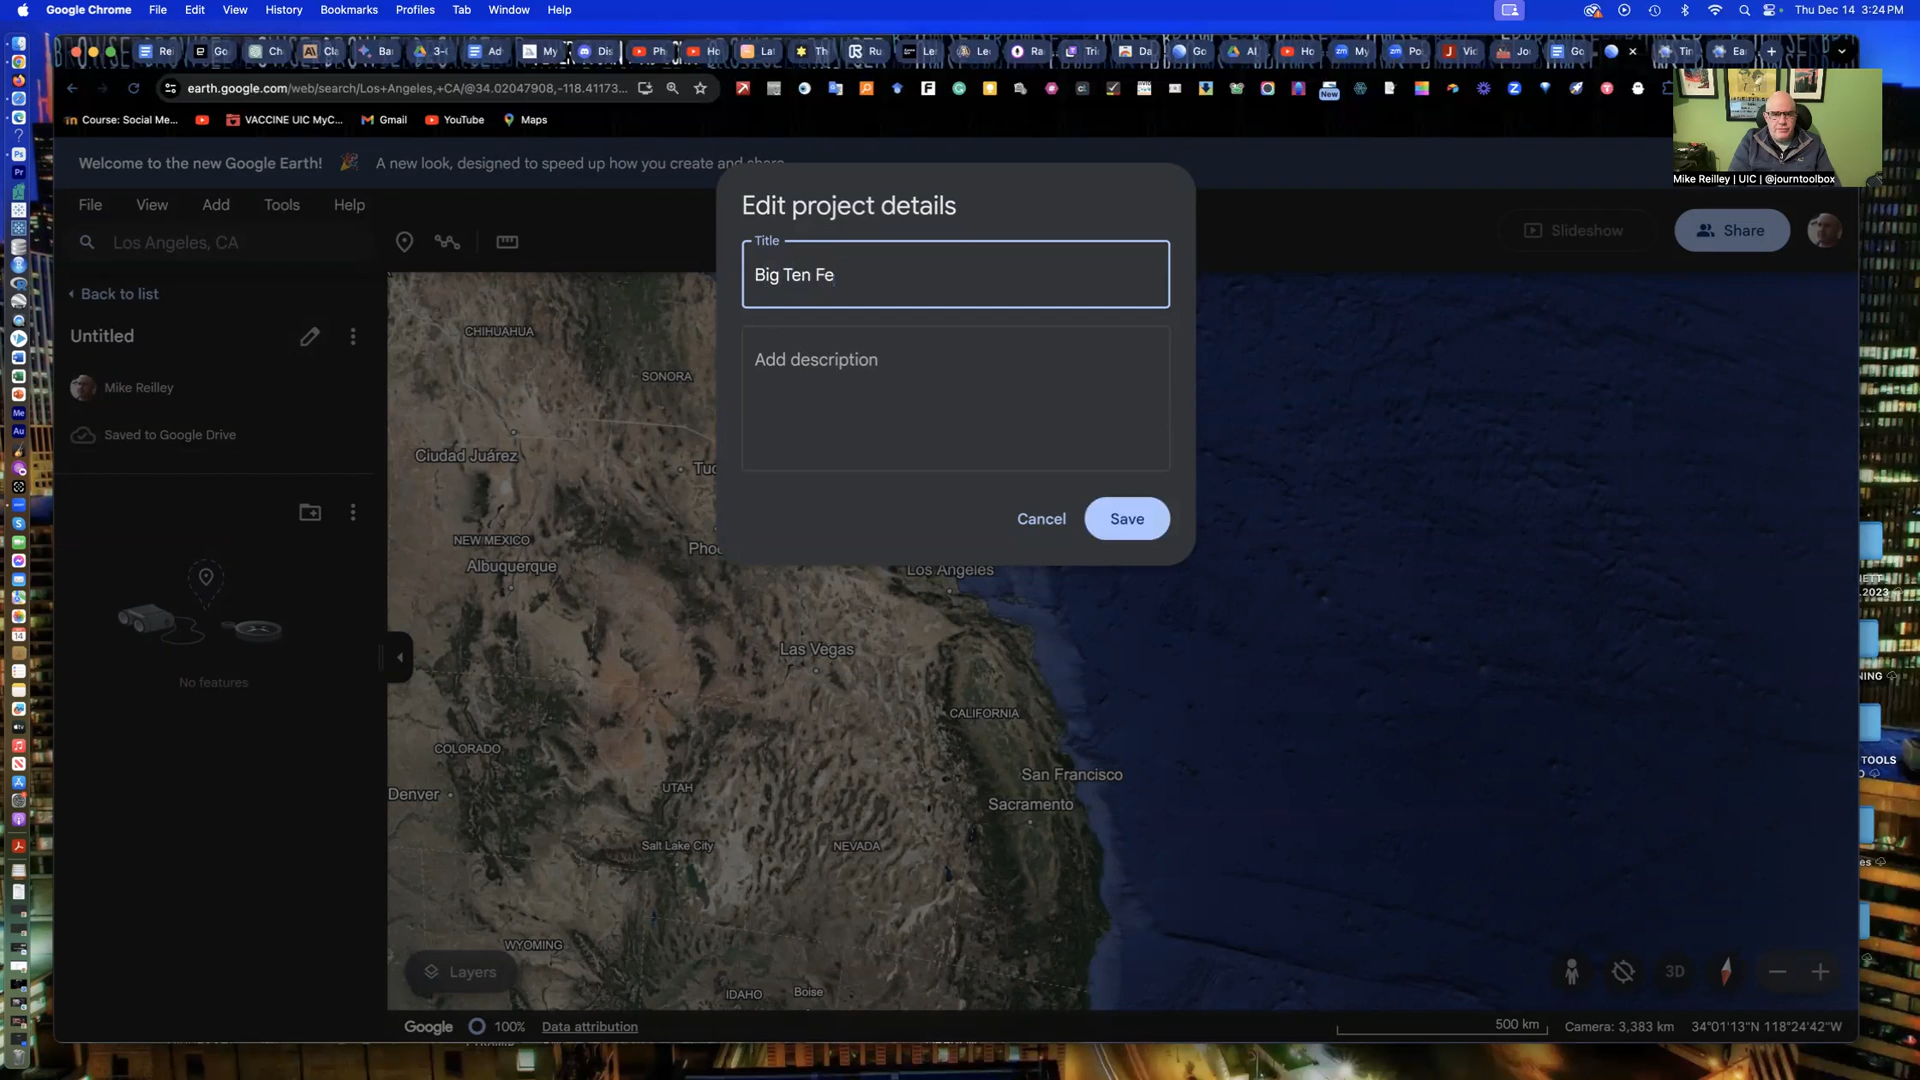 Google Chrome File Edit View History Bookmarks Profiles Tab Window Help
Thu Dec 14 3:24 PM
earth.google.com/web/search/Los+Angeles,+CA/@34.02047908,-118.41173...
New
Course: Social Me... VACCINE UIC MyC... Gmail YouTube Maps
Welcome to the new Google Earth! A new look, designed to speed up how you create and share
Mike Reilley | UIC | @journtoolbox
File View Add Tools Help
Los Angeles, CA
Slideshow
Share
Back to list
Untitled
Mike Reilley
Saved to Google Drive
No features
Edit project details
Title
Big Ten Fe
Add description
Cancel
Save
CHIHUAHUA
SONORA
Ciudad Juárez
NEW MEXICO
Albuquerque
Los Angeles
Las Vegas
CALIFORNIA
COLORADO
San Francisco
UTAH
Denver
Sacramento
Salt Lake City
NEVADA
WYOMING
IDAHO
Boise
Layers
3D
Google 100% Data attribution
500 km
Camera: 3,383 km 34°01'13"N 118°24'42"W
TOOLS